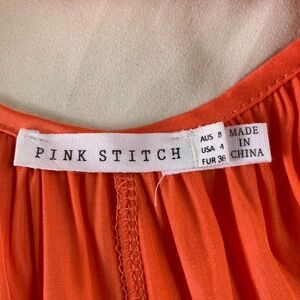 PINK STITCH
AUS 8
USA 4
EUR 36
MADE
IN
CHINA